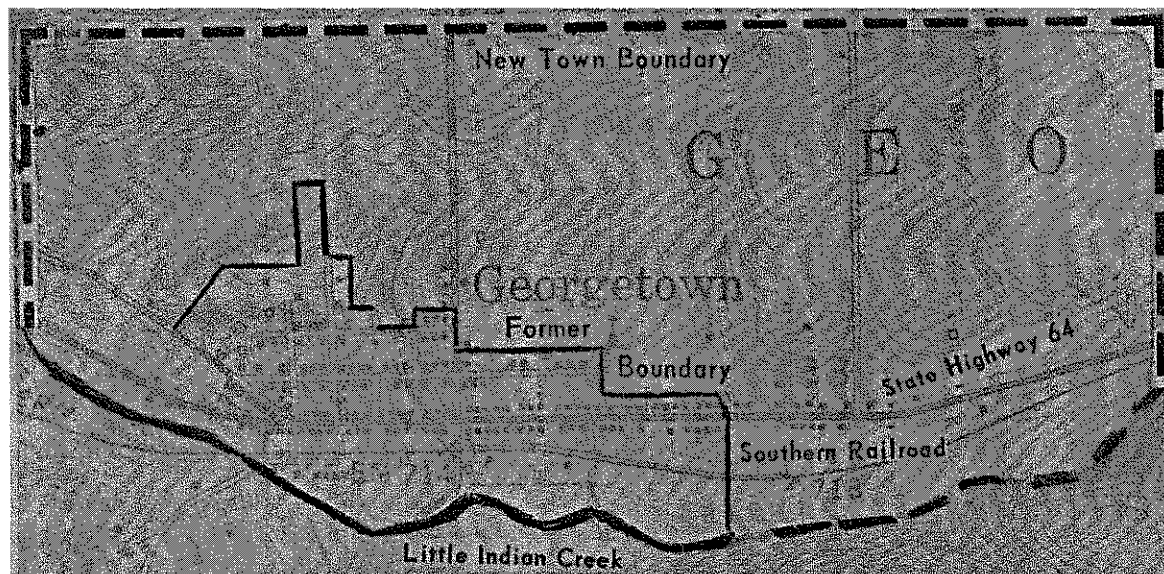 New Town Boundary
G E O
Georgetown
Former
Boundary
State Highway 64
Southern Railroad
Little Indian Creek